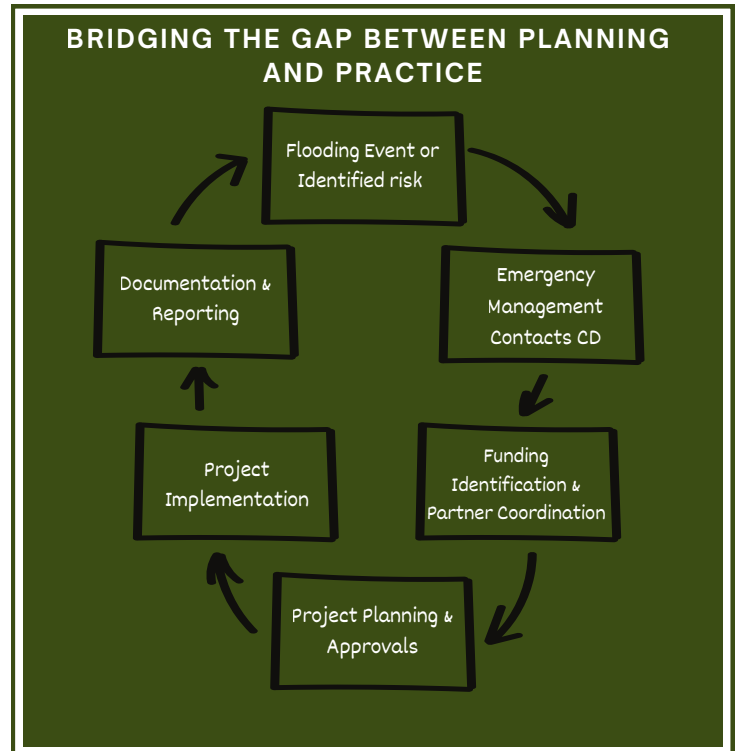 BRIDGING THE GAP BETWEEN PLANNING
AND PRACTICE
Flooding Event or
Identified risk
Emergency
Management
Contacts CD
Funding
Identification &
Partner Coordination
Project Planning &
Approvals
Project
Implementation
Documentation &
Reporting